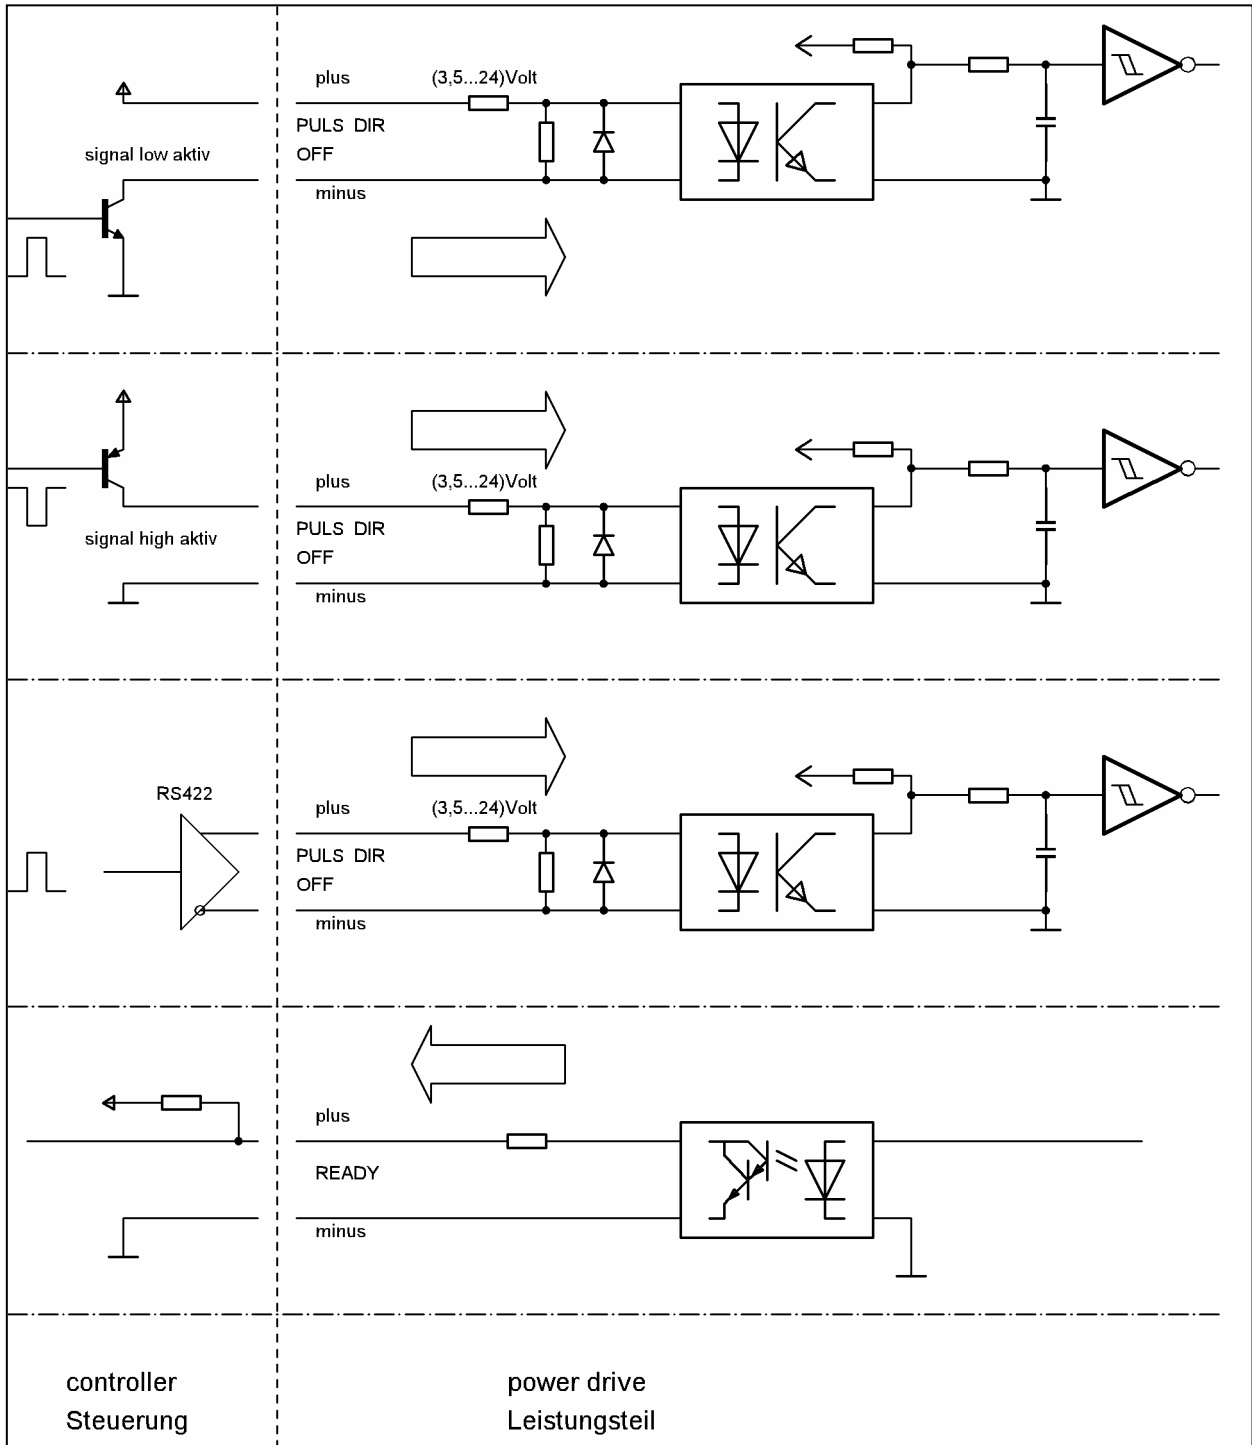 plus (3,5...24)Volt
PULS DIR
signal low aktiv OFF
minus
plus (3,5...24)Volt
PULS DIR
signal high aktiv
OFF
minus
RS422
plus (3,5...24)Volt
PULS DIR
OFF
minus
plus
READY
minus
controller power drive
Steuerung Leistungsteil